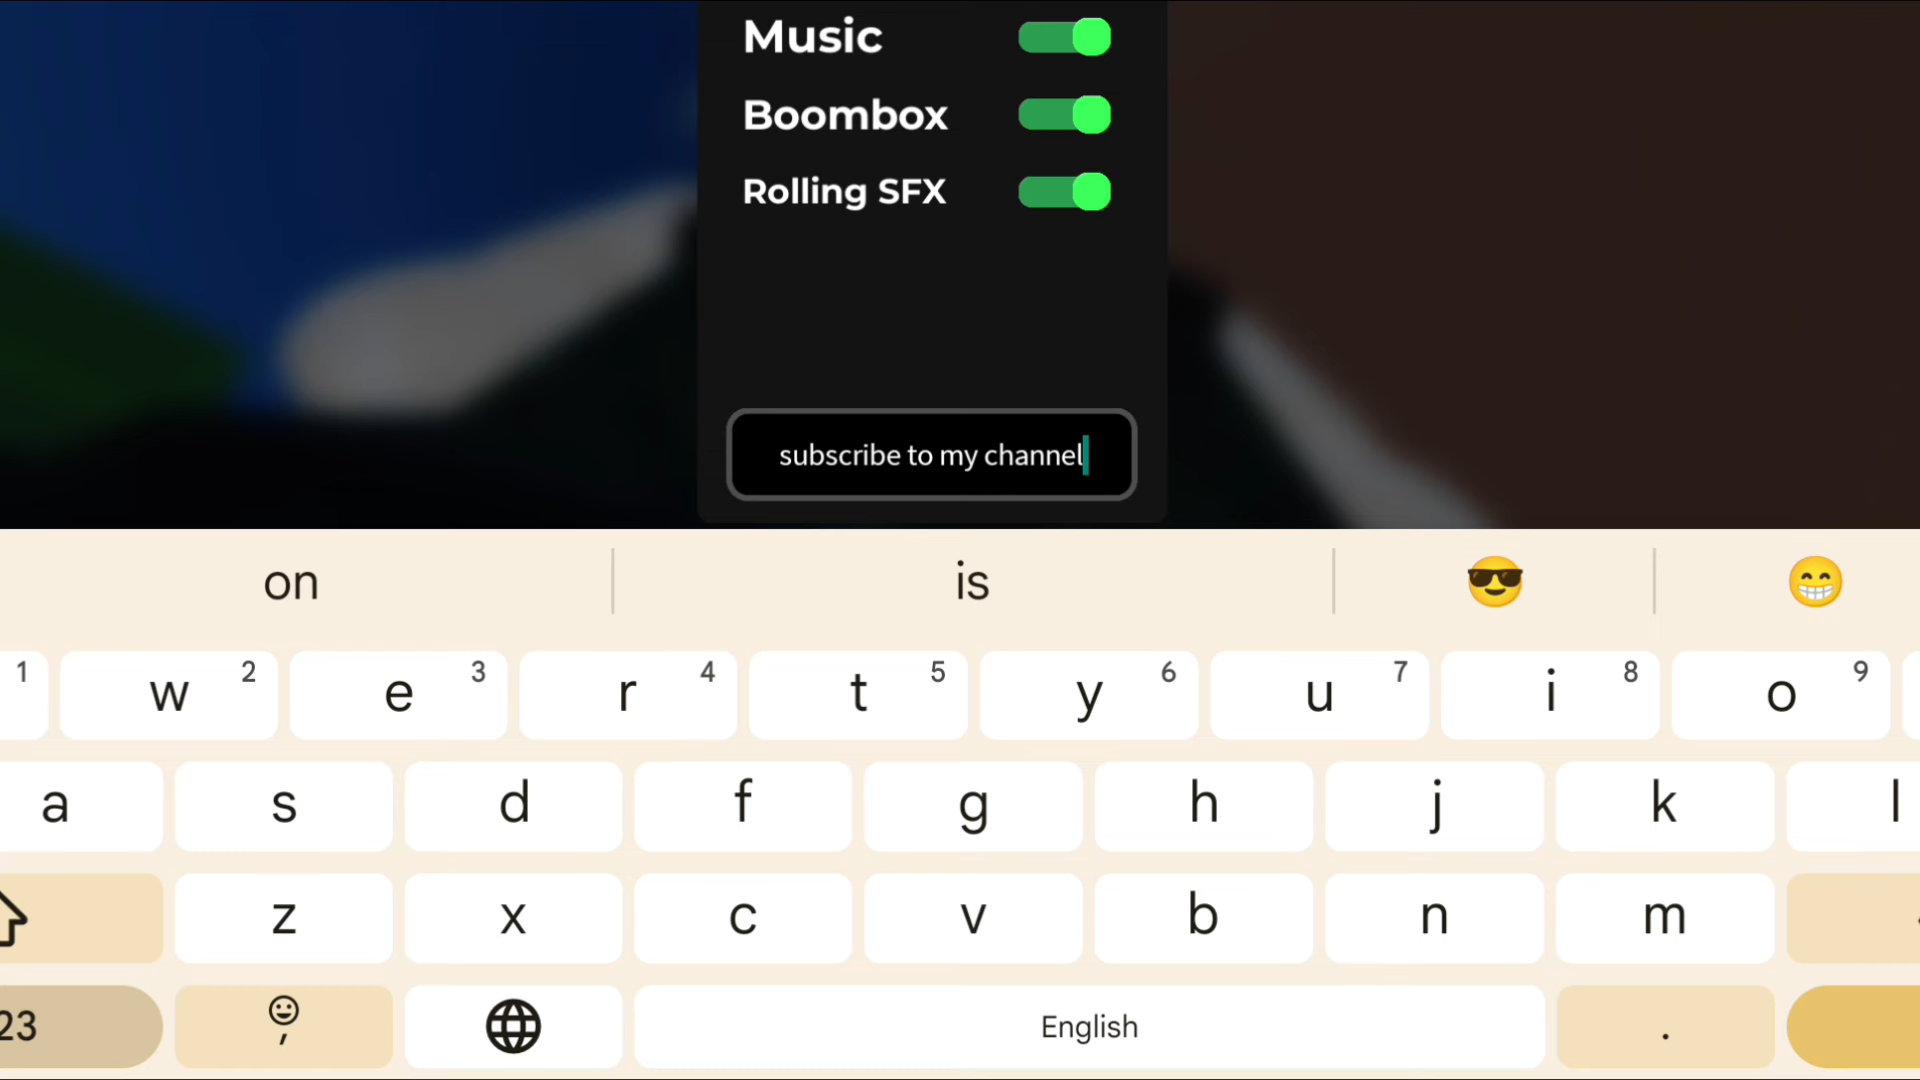 Music
Boombox
Rolling SFX
subscribe to my channel
on is 😎 😁
1 w 2 e 3 r 4 t 5 y 6 u 7 i 8 o 9
a s d f g h j k l
z x c v b n m
23 , English .